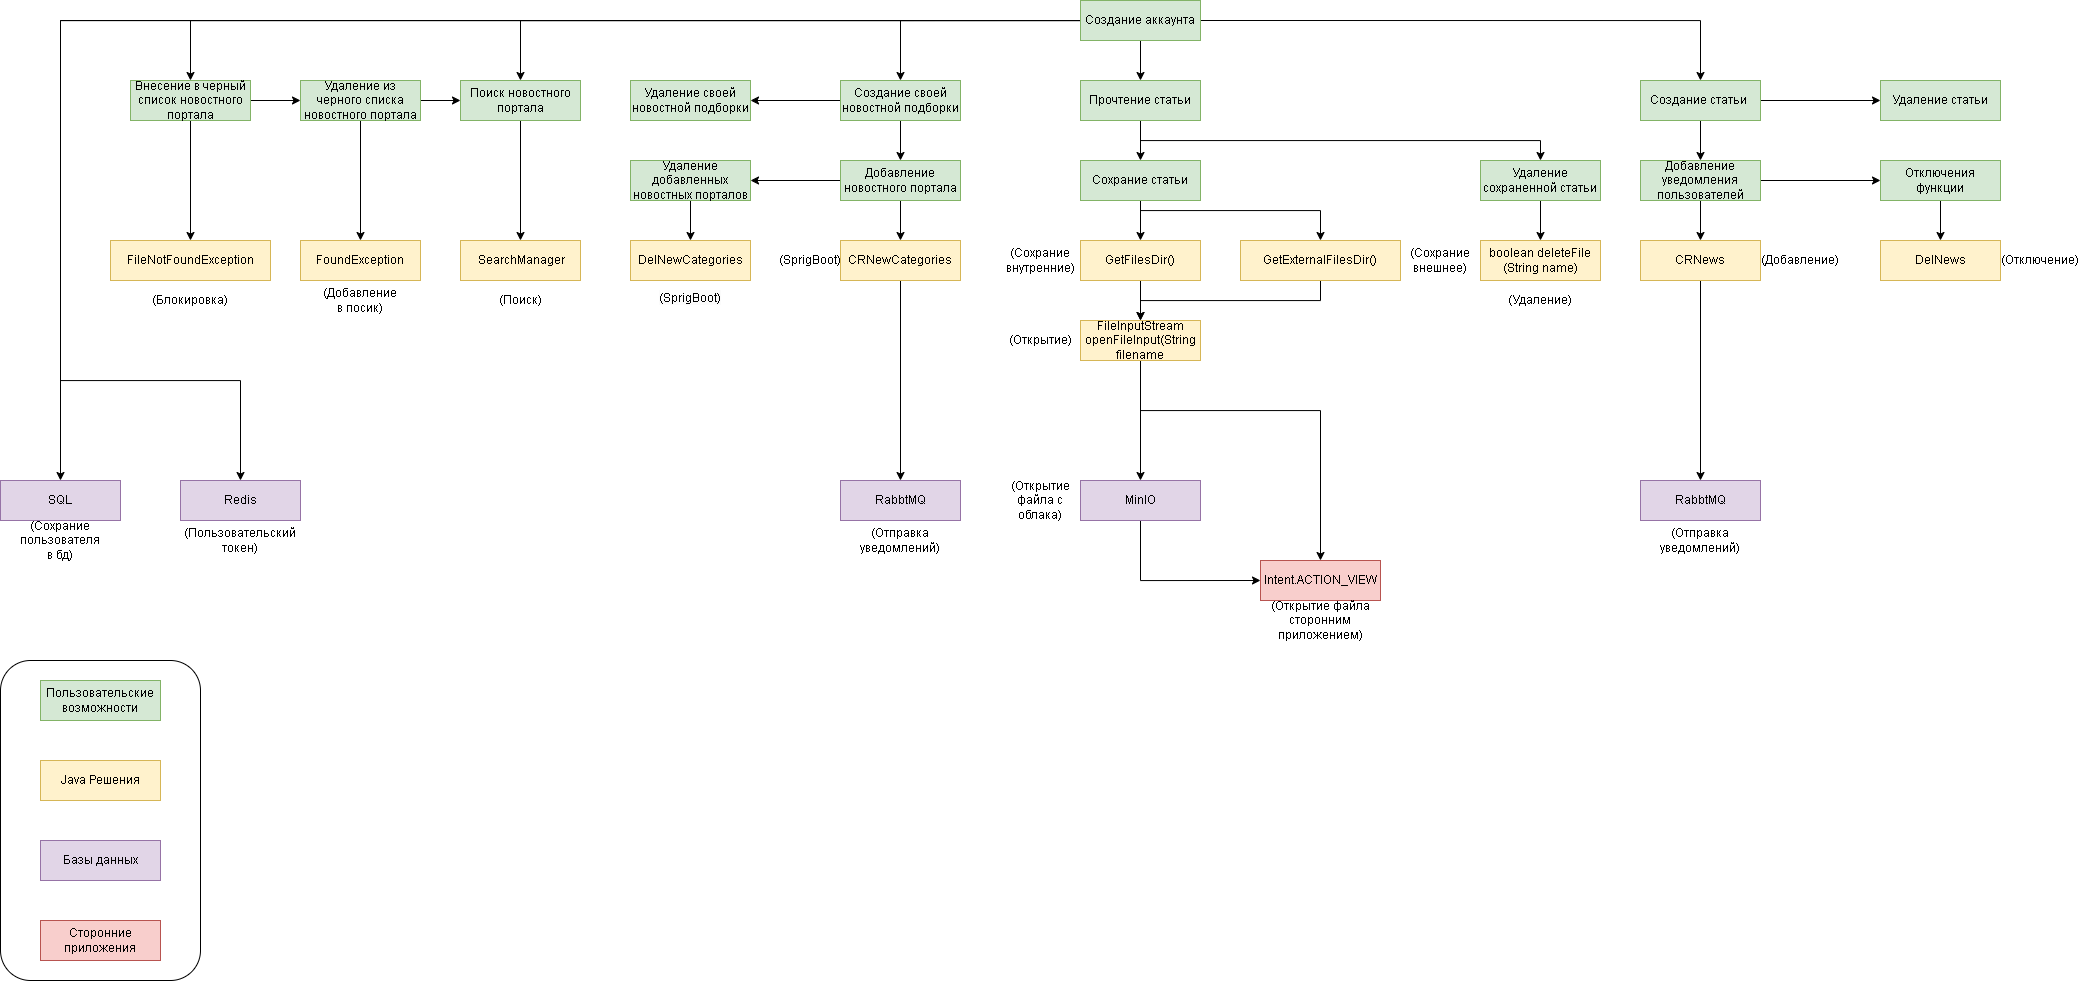 Создание аккаунта
Внесение в черный
список новостного
портала
Удаление из
черного списка
новостного портала
Поиск новостного
портала
Удаление своей
новостной подборки
Создание своей
новостной подборки
Прочтение статьи
Создание статьи
Удаление статьи
Удаление
добавленных
новостных порталов
Добавление
новостного портала
Сохрание статьи
Удаление
сохраненной статьи
Добавление
уведомления
пользователей
Отключения
функции
FileNotFoundException
(Блокировка)
FoundException
(Добавление
в посик)
SearchManager
(Поиск)
DelNewCategories
(SprigBoot)
(SprigBoot)
CRNewCategories
(Сохрание
внутренние)
GetFilesDir()
GetExternalFilesDir()
(Сохрание
внешнее)
boolean deleteFile
(String name)
(Удаление)
CRNews
(Добавление)
DelNews
(Отключение)
(Открытие)
FileInputStream
openFileInput(String
filename
SQL
(Сохрание
пользователя
в бд)
Redis
(Пользовательский
токен)
RabbtMQ
(Отправка
уведомлений)
(Открытие
файла с
облака)
MinIO
RabbtMQ
(Отправка
уведомлений)
Intent.ACTION_VIEW
(Открытие файла
сторонним
приложением)
Пользовательские
возможности
Java Решения
Базы данных
Сторонние
приложения